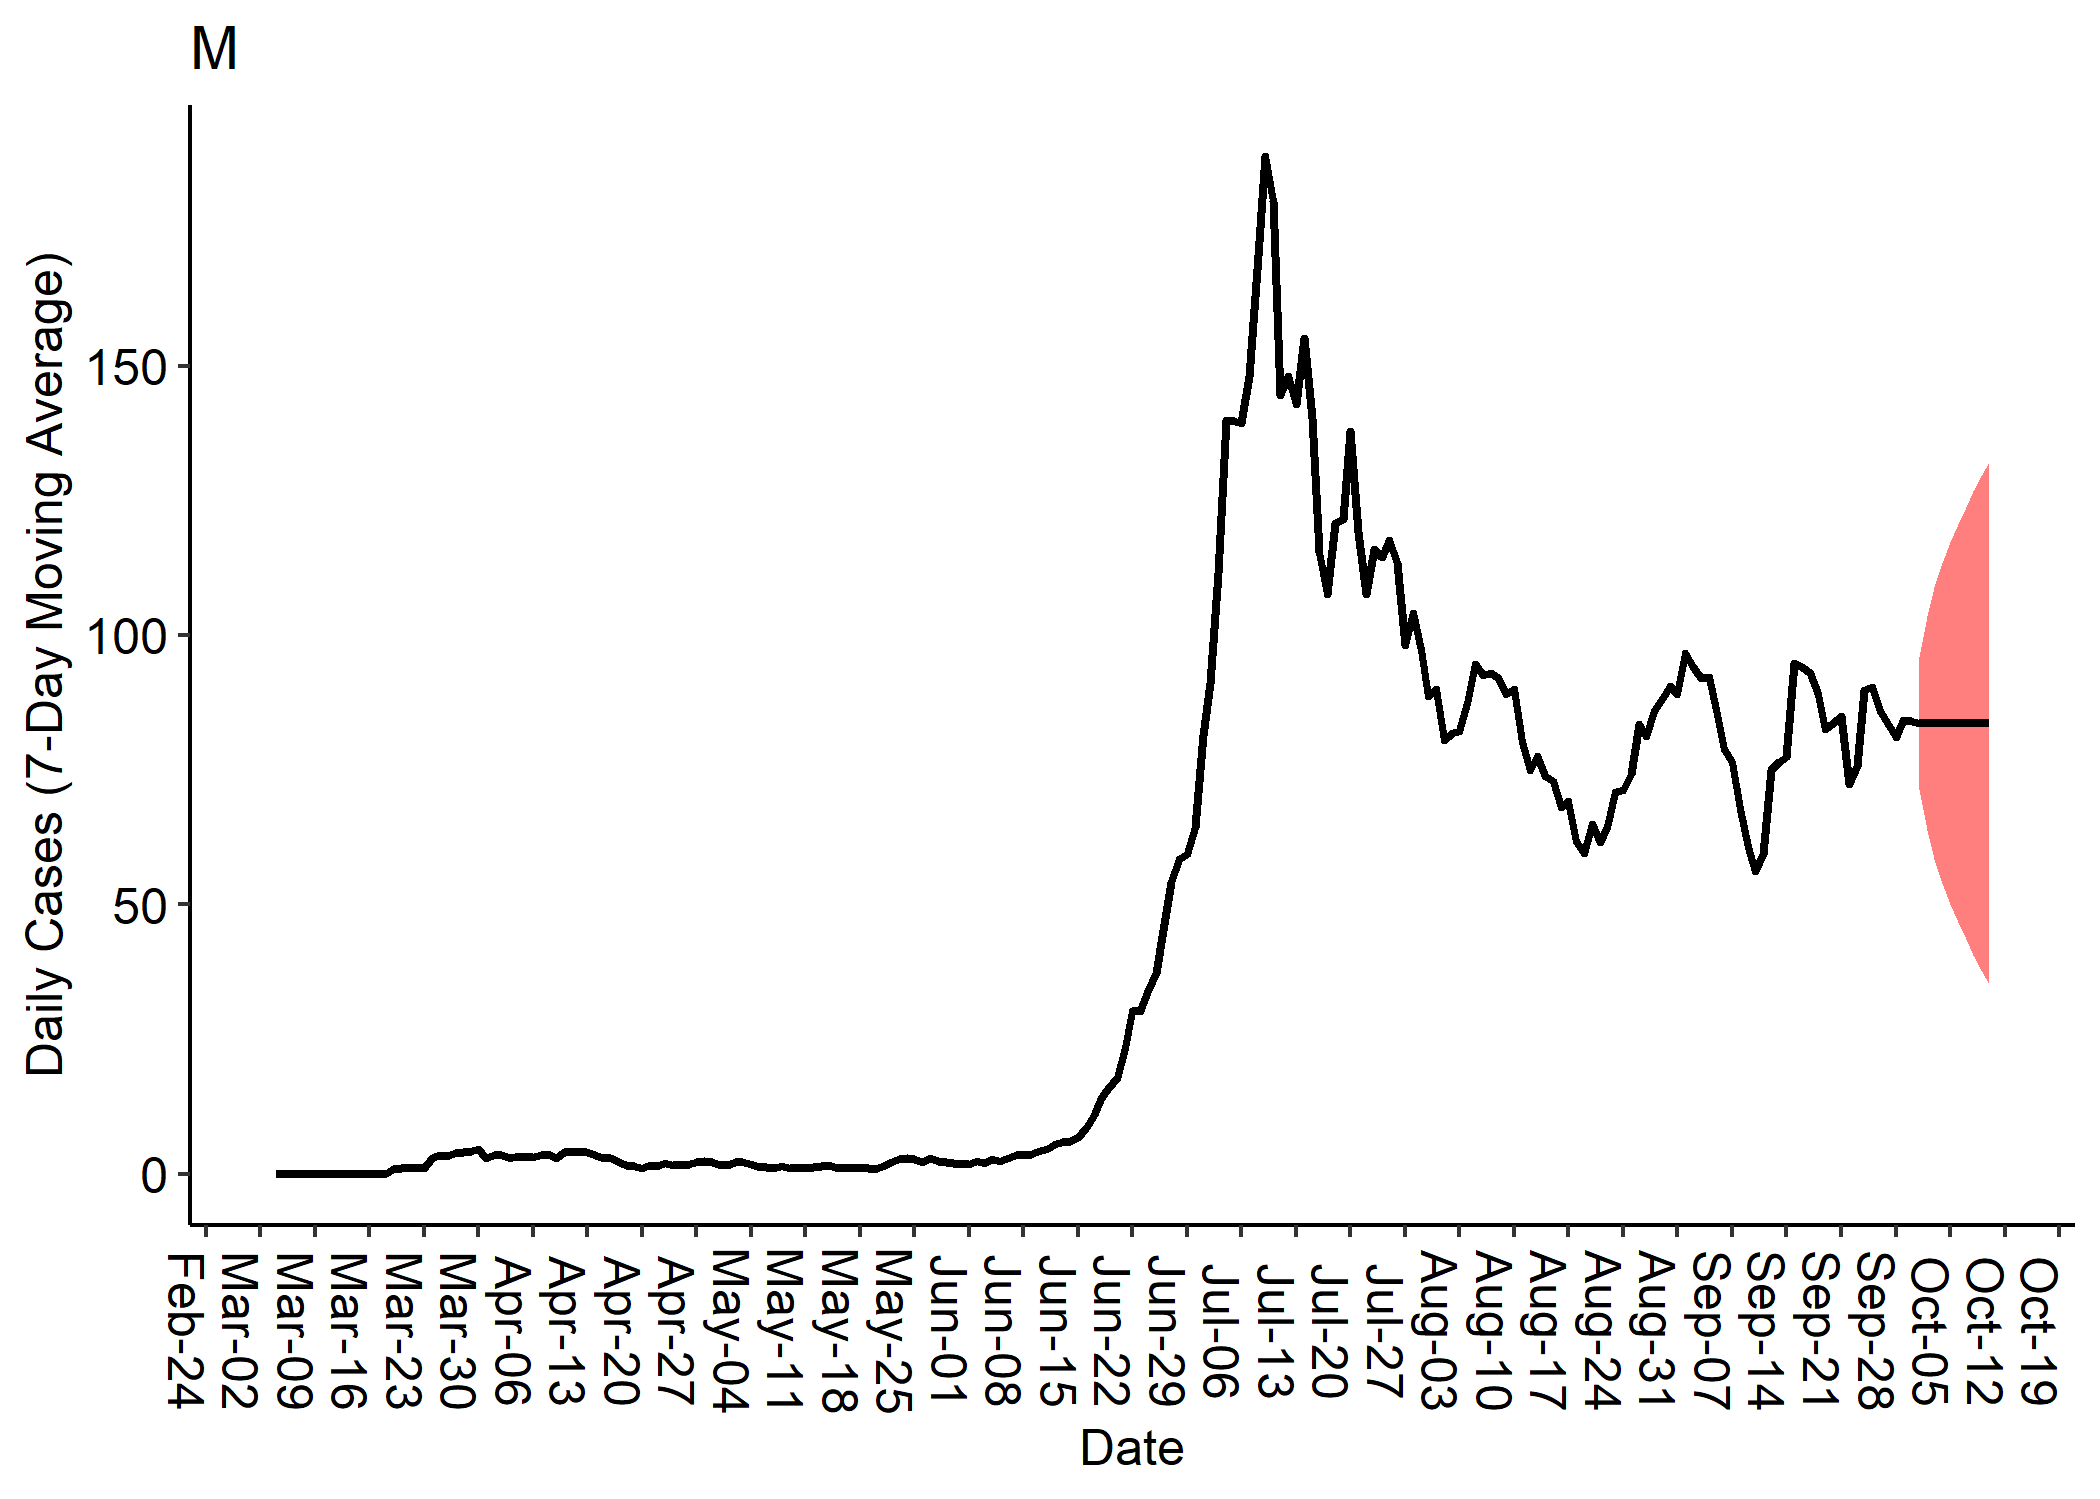 M
Daily Cases (7-Day Moving Average)
150
100
50
0
Feb-24
Mar-02
Mar-09
Mar-16
Mar-23
Mar-30
Apr-06
Apr-13
Apr-20
Apr-27
May-04
May-11
May-18
May-25
Jun-01
Jun-08
Jun-15
Jun-22
Jun-29
Jul-06
Jul-13
Jul-20
Jul-27
Aug-03
Aug-10
Aug-17
Aug-24
Aug-31
Sep-07
Sep-14
Sep-21
Sep-28
Oct-05
Oct-12
Oct-19
Date